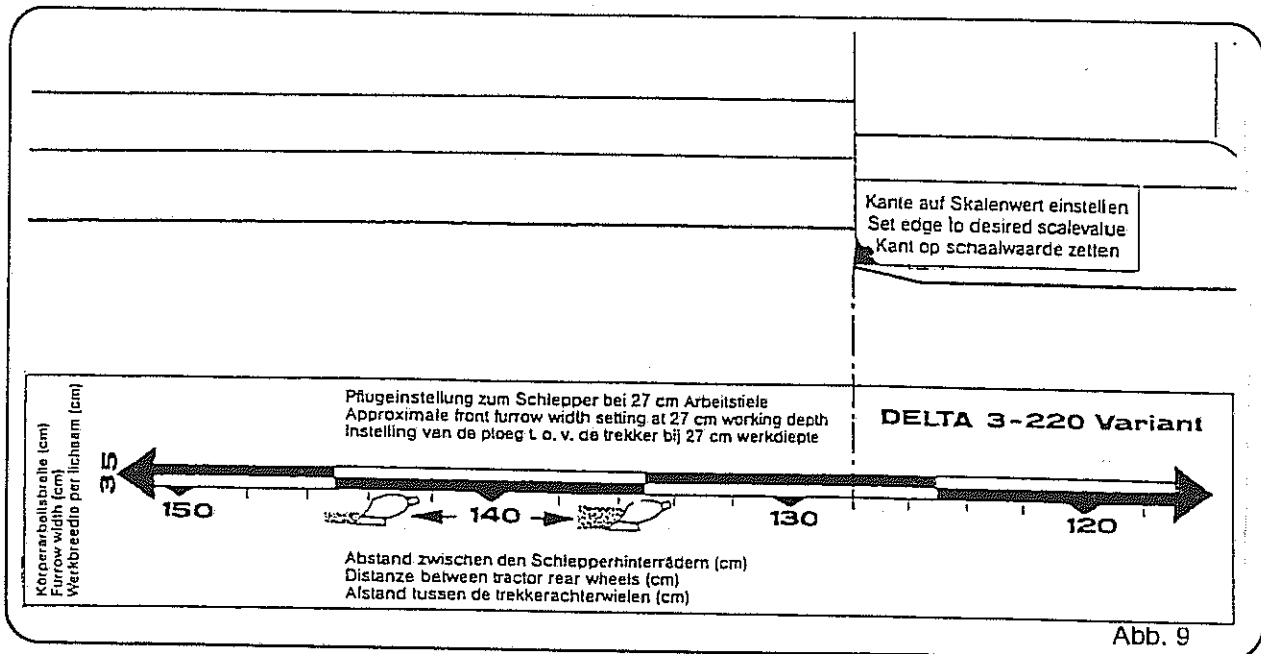 Kante auf Skalenwert einstellen
Set edge to desired scalevalue
Kant op schaalwaarde zetten
Körperarbeitsbreite (cm)
Furrow width (cm)
Werkbreedte per lichaam (cm)
35
Pflugeinstellung zum Schlepper bei 27 cm Arbeitstiefe
Approximate front furrow width setting at 27 cm working depth
Instelling van de ploeg t. o. v. de trekker bij 27 cm werkdiepte
DELTA 3-220 Variant
150
140
130
120
Abstand zwischen den Schlepperhinterrädern (cm)
Distanze between tractor rear wheels (cm)
Afstand tussen de trekkerachterwielen (cm)
Abb. 9